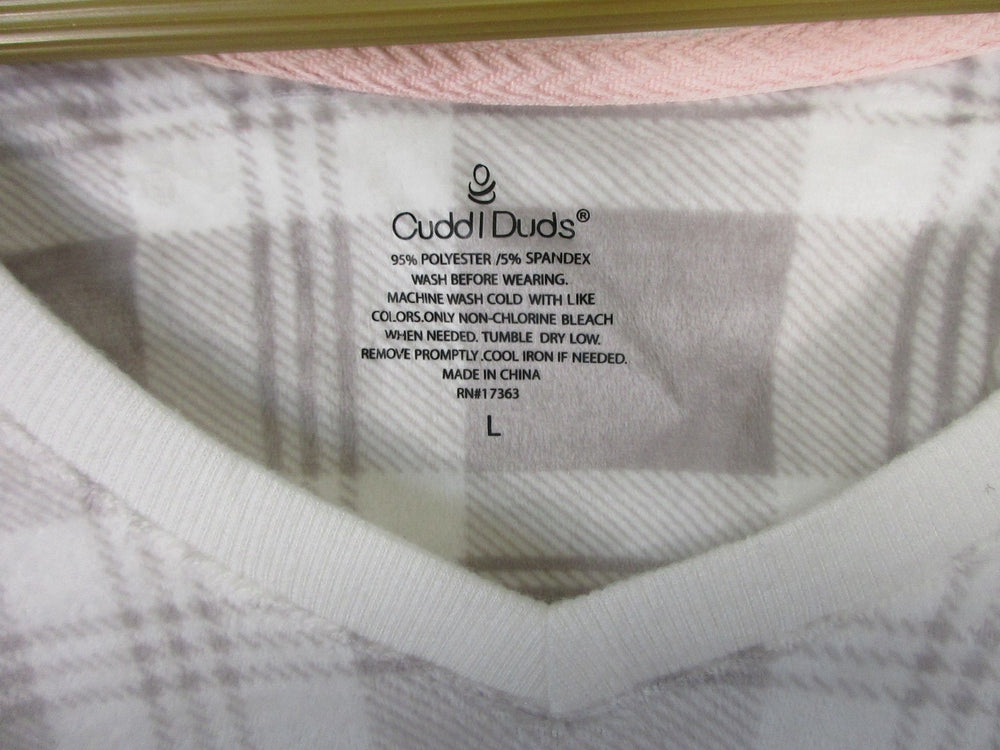 Cuddl Duds®
95% POLYESTER /5% SPANDEX
WASH BEFORE WEARING.
MACHINE WASH COLD WITH LIKE
COLORS.ONLY NON-CHLORINE BLEACH
WHEN NEEDED. TUMBLE DRY LOW.
REMOVE PROMPTLY.COOL IRON IF NEEDED.
MADE IN CHINA
RN#17363
L